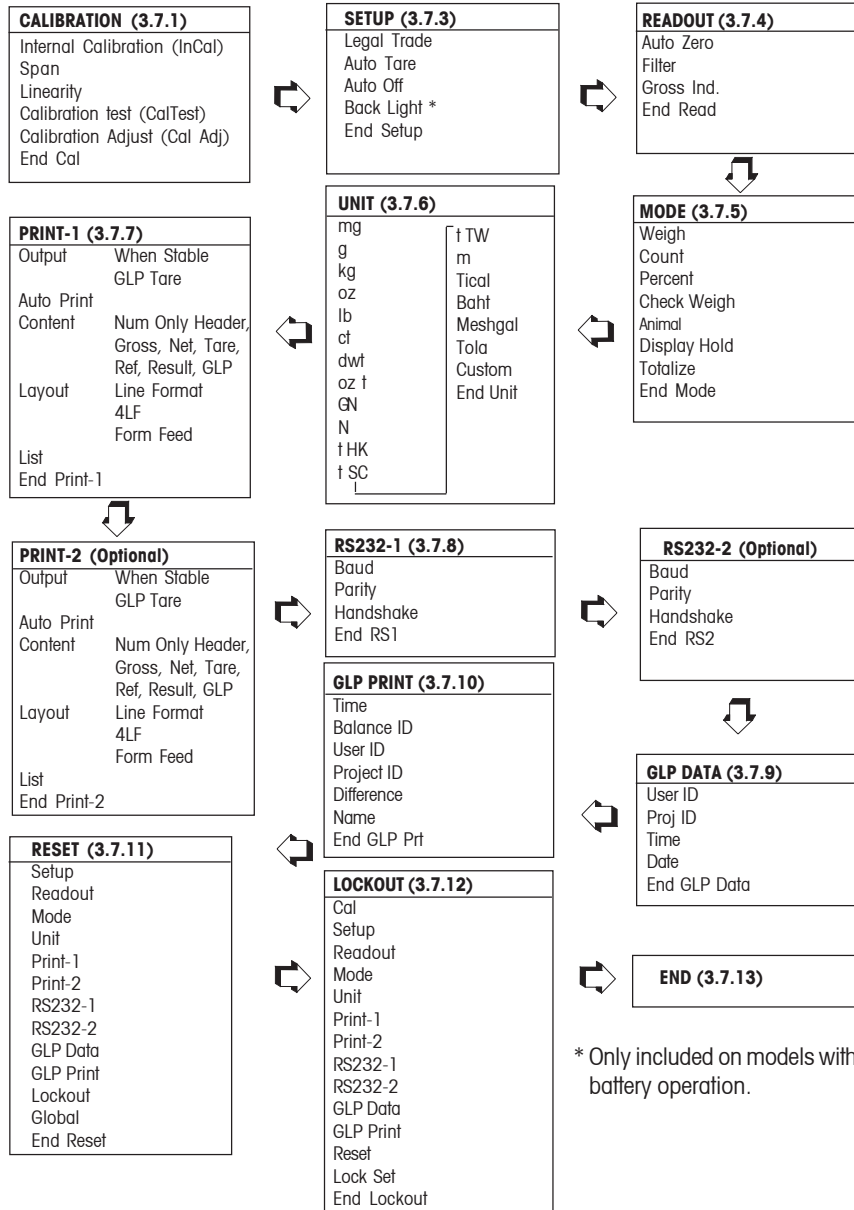 CALIBRATION (3.7.1)
Internal Calibration (InCal)
Span
Linearity
Calibration test (CalTest)
Calibration Adjust (Cal Adj)
End Cal
SETUP (3.7.3)
Legal Trade
Auto Tare
Auto Off
Back Light *
End Setup
READOUT (3.7.4)
Auto Zero
Filter
Gross Ind.
End Read
MODE (3.7.5)
Weigh
Count
Percent
Check Weigh
Animal
Display Hold
Totalize
End Mode
UNIT (3.7.6)
mg
g
kg
oz
lb
ct
dwt
oz t
GN
N
t HK
t SC
t TW
m
Tical
Baht
Meshgal
Tola
Custom
End Unit
PRINT-1 (3.7.7)
Output When Stable
GLP Tare
Auto Print
Content Num Only Header,
Gross, Net, Tare,
Ref, Result, GLP
Layout Line Format
4LF
Form Feed
List
End Print-1
PRINT-2 (Optional)
Output When Stable
GLP Tare
Auto Print
Content Num Only Header,
Gross, Net, Tare,
Ref, Result, GLP
Layout Line Format
4LF
Form Feed
List
End Print-2
RS232-1 (3.7.8)
Baud
Parity
Handshake
End RS1
RS232-2 (Optional)
Baud
Parity
Handshake
End RS2
GLP DATA (3.7.9)
User ID
Proj ID
Time
Date
End GLP Data
GLP PRINT (3.7.10)
Time
Balance ID
User ID
Project ID
Difference
Name
End GLP Prt
RESET (3.7.11)
Setup
Readout
Mode
Unit
Print-1
Print-2
RS232-1
RS232-2
GLP Data
GLP Print
Lockout
Global
End Reset
LOCKOUT (3.7.12)
Cal
Setup
Readout
Mode
Unit
Print-1
Print-2
RS232-1
RS232-2
GLP Data
GLP Print
Reset
Lock Set
End Lockout
END (3.7.13)
* Only included on models with
battery operation.